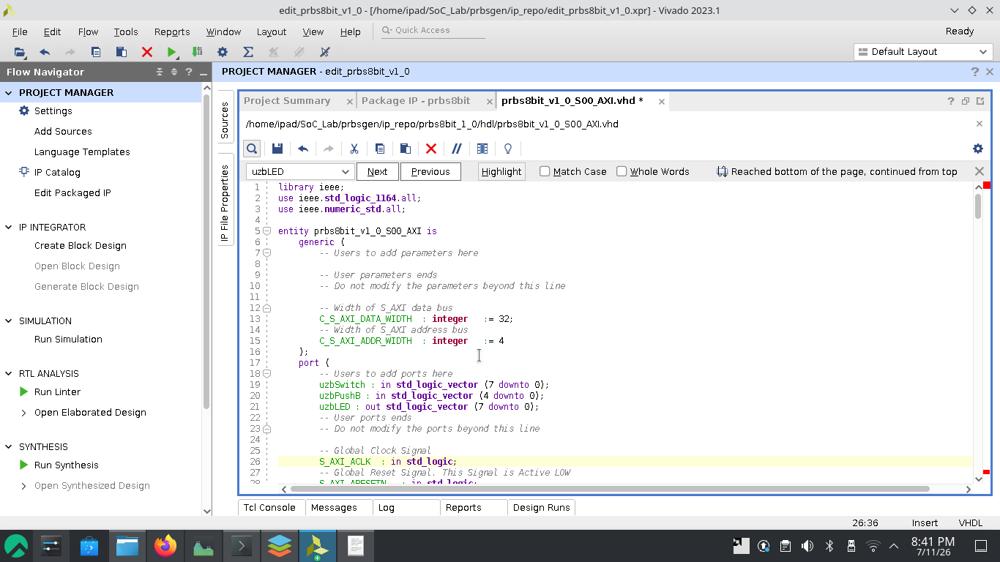 edit_prbs8bit_v1_0 - [/home/ipad/SoC_Lab/prbsgen/ip_repo/edit_prbs8bit_v1_0.xpr] - Vivado 2023.1
File Edit Flow Tools Reports Window Layout View Help Quick Access Ready
Default Layout
Flow Navigator
PROJECT MANAGER - edit_prbs8bit_v1_0
PROJECT MANAGER
Settings
Add Sources
Language Templates
IP Catalog
Edit Packaged IP
IP INTEGRATOR
Create Block Design
Open Block Design
Generate Block Design
SIMULATION
Run Simulation
RTL ANALYSIS
Run Linter
Open Elaborated Design
SYNTHESIS
Run Synthesis
Open Synthesized Design
Sources
IP File Properties
Project Summary Package IP - prbs8bit prbs8bit_v1_0_S00_AXI.vhd *
/home/ipad/SoC_Lab/prbsgen/ip_repo/prbs8bit_1_0/hdl/prbs8bit_v1_0_S00_AXI.vhd
uzbLED Next Previous Highlight Match Case Whole Words Reached bottom of the page, continued from top
1 library ieee;
2 use ieee.std_logic_1164.all;
3 use ieee.numeric_std.all;
4
5 entity prbs8bit_v1_0_S00_AXI is
6 generic (
7 -- Users to add parameters here
8
9 -- User parameters ends
10 -- Do not modify the parameters beyond this line
11
12 -- Width of S_AXI data bus
13 C_S_AXI_DATA_WIDTH : integer := 32;
14 -- Width of S_AXI address bus
15 C_S_AXI_ADDR_WIDTH : integer := 4
16 );
17 port (
18 -- Users to add ports here
19 uzbSwitch : in std_logic_vector (7 downto 0);
20 uzbPushB : in std_logic_vector (4 downto 0);
21 uzbLED : out std_logic_vector (7 downto 0);
22 -- User ports ends
23 -- Do not modify the ports beyond this line
24
25 -- Global Clock Signal
26 S_AXI_ACLK : in std_logic;
27 -- Global Reset Signal. This Signal is Active LOW
28 S_AXI_ARESETN : in std_logic;
Tcl Console Messages Log Reports Design Runs
26:36 Insert VHDL
8:41 PM
7/11/26